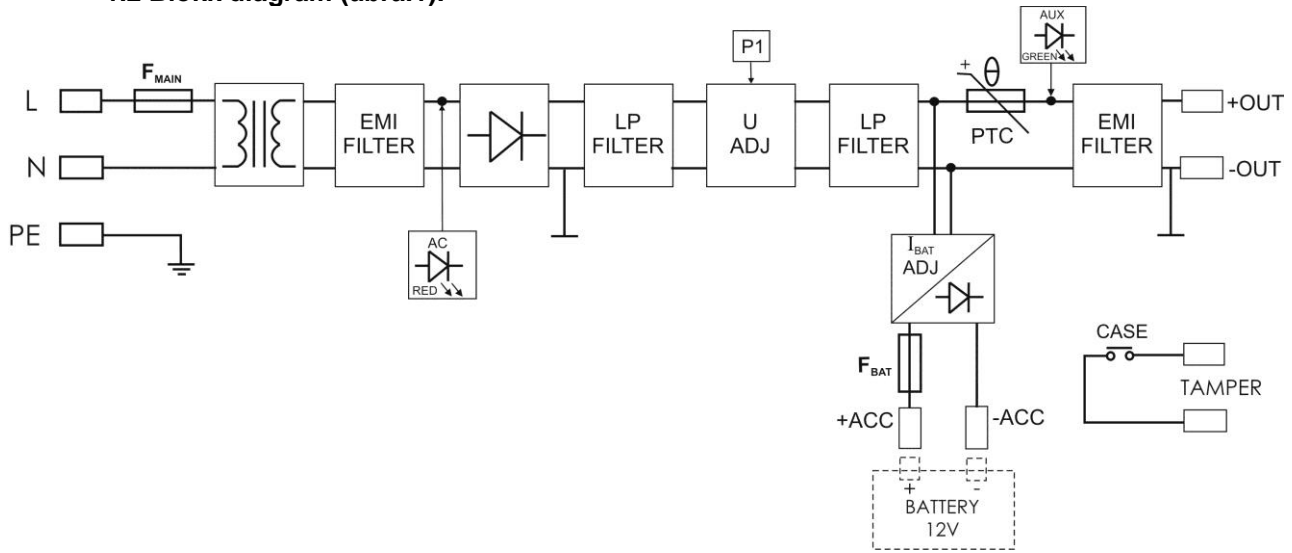 L
F MAIN
N
PE
EMI
FILTER
AC
RED
LP
FILTER
P1
U
ADJ
LP
FILTER
+
θ
PTC
AUX
GREEN
EMI
FILTER
+OUT
-OUT
I BAT
ADJ
F BAT
+ACC
-ACC
+
-
BATTERY
12V
CASE
TAMPER